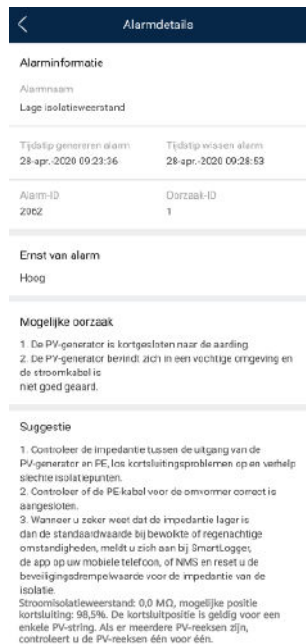 Alarmdetails
Alarminformatie
Alarmnaam
Lage isolatieweerstand
Tijdstip genereren alarm
Tijdstip wissen alarm
28-apr.-2020 09:23:36
28-apr.-2020 09:28:53
Alarm-ID
Oorzaak-ID
2062
1
Ernst van alarm
Hoog
Mogelijke oorzaak
1. De PV-generator is kortgesloten naar de aarding
2. De PV-generator bevindt zich in een vochtige omgeving en
de stroomkabel is
niet goed geaard.
Suggestie
1. Controleer de impedantie tussen de uitgang van de
PV-generator en PE, los kortsluitingsproblemen op en verhelp
slechte isolatiepunten.
2. Controleer of de PE-kabel voor de omvormer correct is
aangesloten.
3. Wanneer u zeker weet dat de impedantie lager is
dan de standaardwaarde bij bewolkte of regenachtige
omstandigheden, meldt u zich aan bij SmartLogger,
de app op uw mobiele telefoon, of NMS en reset u de
beveiligingsdrempelwaarde voor de impedantie van de
isolatie.
Stroomisolatieweerstand: 0,0 MΩ, mogelijke positie
kortsluiting: 98,5%. De kortsluitpositie is geldig voor een
enkele PV-string. Als er meerdere PV-reeksen zijn,
controleert u de PV-reeksen één voor één.